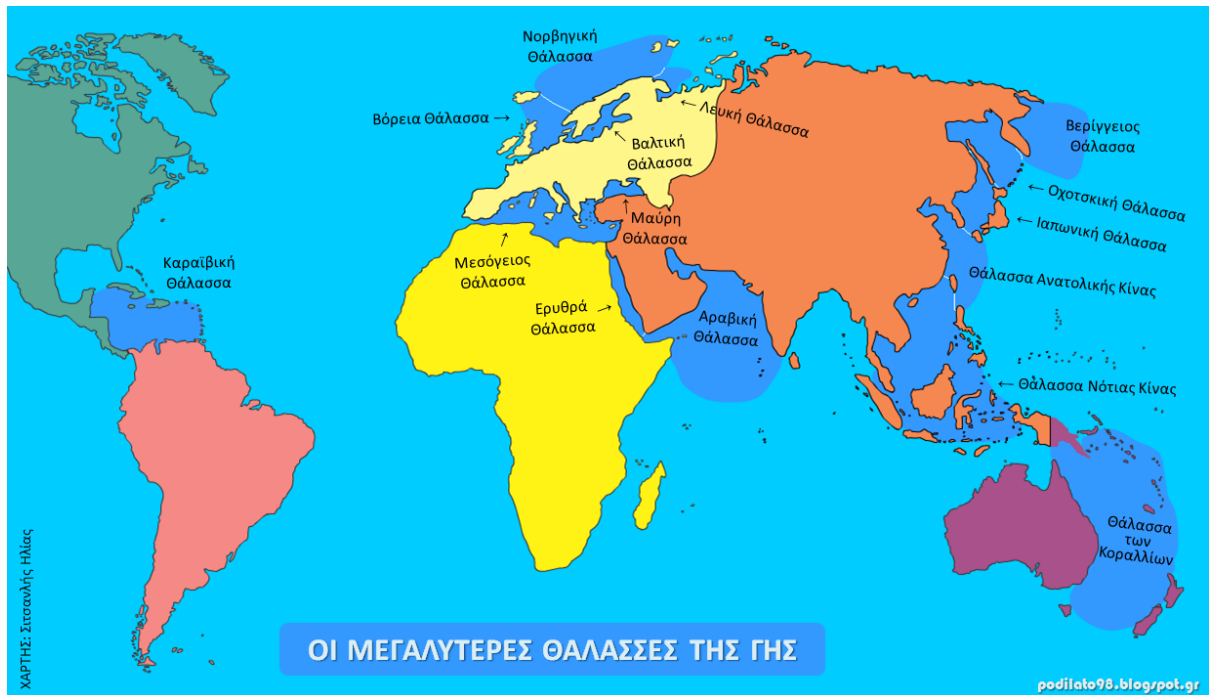 Νορβηγική
Θάλασσα
Βόρεια Θάλασσα
Λευκή Θάλασσα
Βαλτική
Θάλασσα
Βερίγγειος
Θάλασσα
Οχοτσκική Θάλασσα
Ιαπωνική Θάλασσα
Μαύρη
Θάλασσα
Μεσόγειος
Θάλασσα
Καραϊβική
Θάλασσα
Θάλασσα Ανατολικής Κίνας
Ερυθρά
Θάλασσα
Αραβική
Θάλασσα
Θάλασσα Νότιας Κίνας
Θάλασσα
των
Κοραλλίων
ΧΑΡΤΗΣ: Σιτσανλής Ηλίας
ΟΙ ΜΕΓΑΛΥΤΕΡΕΣ ΘΑΛΑΣΣΕΣ ΤΗΣ ΓΗΣ
podilato98.blogspot.gr